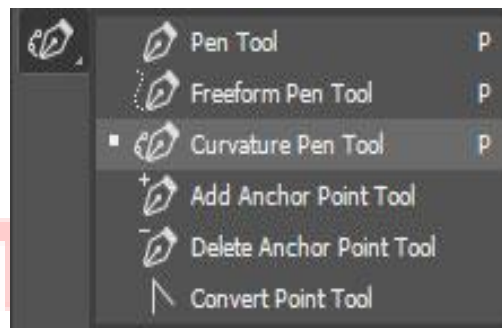 Pen Tool P
Freeform Pen Tool P
Curvature Pen Tool P
Add Anchor Point Tool
Delete Anchor Point Tool
Convert Point Tool